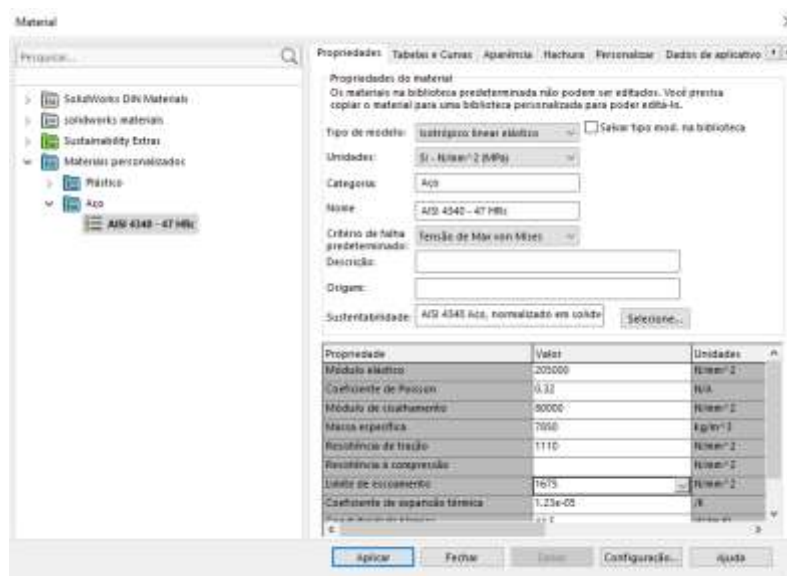 Material
Pesquisar...
SolidWorks DIN Materials
solidworks materials
Sustainability Extras
Materiais personalizados
Plástico
Aço
AISI 4340 - 47 HRc
Propriedades Tabelas e Curvas Aparência Hachura Personalizar Dados de aplicativo
Propriedades do material
Os materiais na biblioteca predeterminada não podem ser editados. Você precisa
copiar o material para uma biblioteca personalizada para poder editá-lo.
Tipo de modelo: Isotrópico linear elástico Salvar tipo mod. na biblioteca
Unidades: SI - N/mm^2 (MPa)
Categoria: Aço
Nome AISI 4340 - 47 HRc
Critério de falha
predeterminado: Tensão de Max von Mises
Descrição:
Origem:
Sustentabilidade: AISI 4340 Aço, normalizado em solidw Selecione...
Propriedade Valor Unidades
Módulo elástico 205000 N/mm^2
Coeficiente de Poisson 0.32 N/A
Módulo de cisalhamento 80000 N/mm^2
Massa específica 7850 kg/m^3
Resistência de tração 1110 N/mm^2
Resistência à compressão N/mm^2
Limite de escoamento 1675 N/mm^2
Coeficiente de expansão térmica 1.23e-05 /K
Aplicar Fechar Configuração... Ajuda